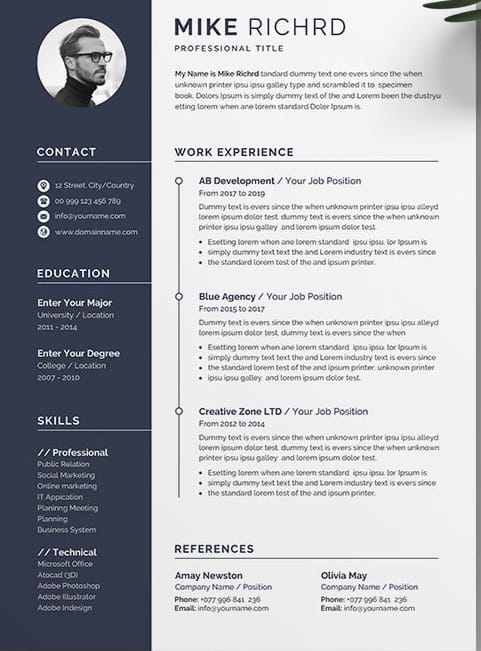 MIKE RICHRD
PROFESSIONAL TITLE
My Name is Mike Richrd tandard dummy text one evers since the when
unknown printer ipsu ipsu galley type and scrambled it to specimen
book. Dolors Ipsum is simply dummy text of the and Lorem been the dustryu
etting lorem when are lorem standard Dolors Ipsum is.
CONTACT
12 Street, City/Country
00 999 123 456 789
info@yourname.com
www.domainname.com
EDUCATION
Enter Your Major
University / Location
2011 - 2014
Enter Your Degree
College / Location
2007 - 2010
SKILLS
// Professional
Public Relation
Social Marketing
Online marketing
IT Appication
Planinng Meeting
Planning
Business System
// Technical
Microsoft Office
Atocad (3D)
Adobe Photoshop
Adobe Illustrator
Adobe Indesign
WORK EXPERIENCE
AB Development / Your Job Position
From 2017 to 2019
Dummy text is evers since the when unknown printer ipsu ipsu alleyd
lorem ipsum dolor test. dummy text is evers since the when unknown
printer ipsu ipsu galley and lorem ipsum dolor test.
• Esetting lorem when are lorem standard ipsu ipsu. lor Ipsum is
• simply dummy text text the and Lorem industry text is evers since
• the standard lorem test of the and ipsum printer.
Blue Agency / Your Job Position
From 2015 to 2017
Dummy text is evers since the when unknown printer ipsu ipsu galley
lorem ipsum dolor test. dummy text is evers since the when
• Esetting lorem when are lorem standard ipsu ipsu. lor Ipsum is
• simply dummy text text the and Lorem industry text is evers since
• the standard lorem test of the and ipsum printer. unknown printer
• ipsu ipsu galley and lorem ipsum dolor test.
Creative Zone LTD / Your Job Position
From 2012 to 2014
Dummy text is evers since the when unknown printer ipsu ipsu galley
lorem ipsum dolor test. dummy text is evers since the when unknown
printer ipsu ipsu galley and lorem ipsum dolor test.
• Esetting lorem when are lorem standard ipsu ipsu. lor Ipsum is
• simply dummy text text the and Lorem industry text is evers since
• the standard lorem test of the and ipsum printer.
REFERENCES
Amay Newston
Company Name / Position
Phone: +077 996 841 236
Email: info@yourname.com
Olivia May
Company Name / Position
Phone: +077 996 841 236
Email: info@yourname.com